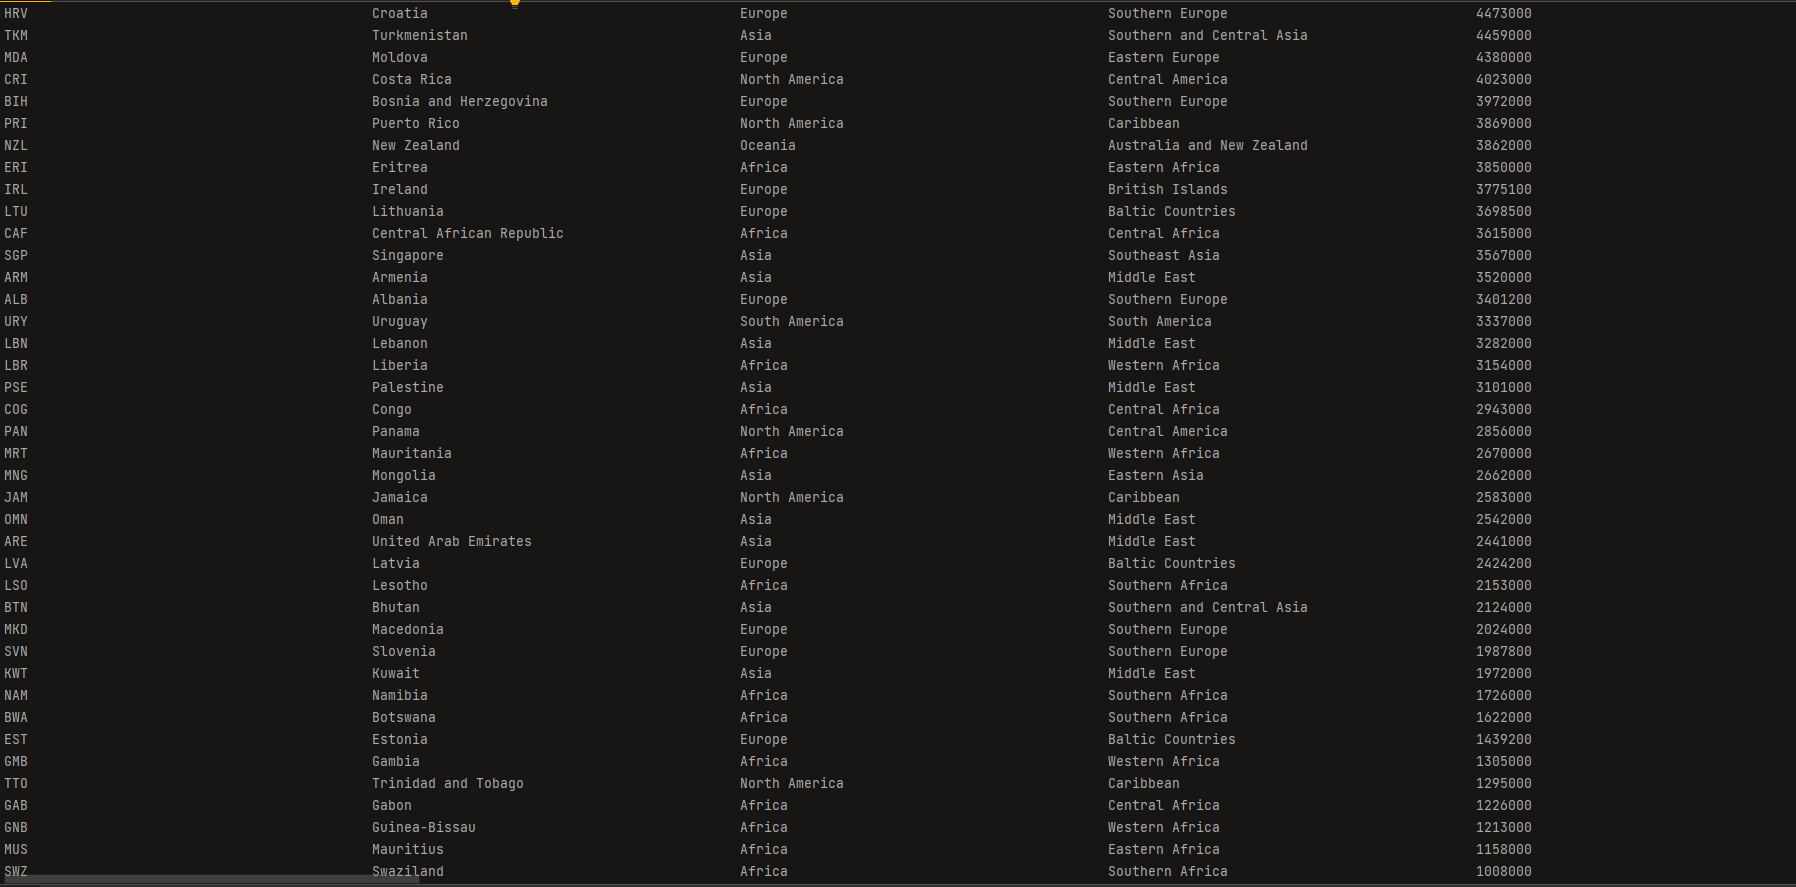 HRV Croatia Europe Southern Europe 4473000
TKM Turkmenistan Asia Southern and Central Asia 4459000
MDA Moldova Europe Eastern Europe 4380000
CRI Costa Rica North America Central America 4023000
BIH Bosnia and Herzegovina Europe Southern Europe 3972000
PRI Puerto Rico North America Caribbean 3869000
NZL New Zealand Oceania Australia and New Zealand 3862000
ERI Eritrea Africa Eastern Africa 3850000
IRL Ireland Europe British Islands 3775100
LTU Lithuania Europe Baltic Countries 3698500
CAF Central African Republic Africa Central Africa 3615000
SGP Singapore Asia Southeast Asia 3567000
ARM Armenia Asia Middle East 3520000
ALB Albania Europe Southern Europe 3401200
URY Uruguay South America South America 3337000
LBN Lebanon Asia Middle East 3282000
LBR Liberia Africa Western Africa 3154000
PSE Palestine Asia Middle East 3101000
COG Congo Africa Central Africa 2943000
PAN Panama North America Central America 2856000
MRT Mauritania Africa Western Africa 2670000
MNG Mongolia Asia Eastern Asia 2662000
JAM Jamaica North America Caribbean 2583000
OMN Oman Asia Middle East 2542000
ARE United Arab Emirates Asia Middle East 2441000
LVA Latvia Europe Baltic Countries 2424200
LSO Lesotho Africa Southern Africa 2153000
BTN Bhutan Asia Southern and Central Asia 2124000
MKD Macedonia Europe Southern Europe 2024000
SVN Slovenia Europe Southern Europe 1987800
KWT Kuwait Asia Middle East 1972000
NAM Namibia Africa Southern Africa 1726000
BWA Botswana Africa Southern Africa 1622000
EST Estonia Europe Baltic Countries 1439200
GMB Gambia Africa Western Africa 1305000
TTO Trinidad and Tobago North America Caribbean 1295000
GAB Gabon Africa Central Africa 1226000
GNB Guinea-Bissau Africa Western Africa 1213000
MUS Mauritius Africa Eastern Africa 1158000
SWZ Swaziland Africa Southern Africa 1008000